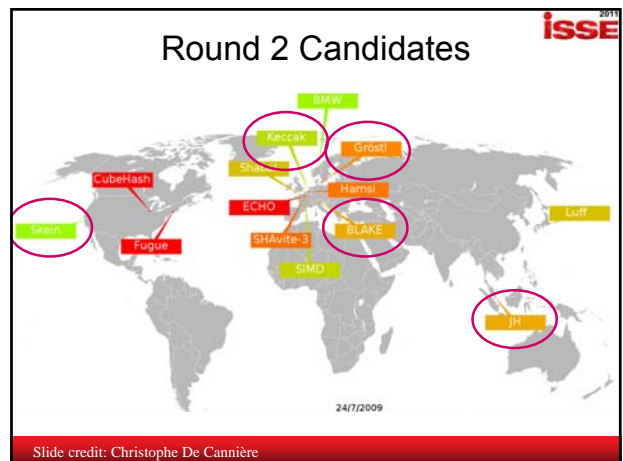 2011
ISSE
Round 2 Candidates
BMW
Keccak
Grøstl
Shabal
CubeHash
Hamsi
ECHO
Luffa
Skein
BLAKE
Fugue
SHAvite-3
SIMD
JH
24/7/2009
Slide credit: Christophe De Cannière